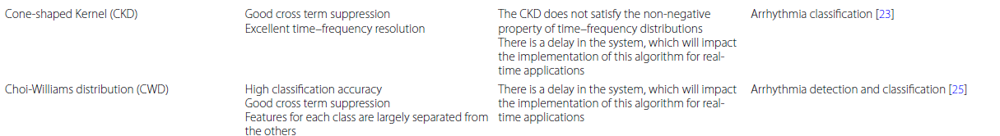 Cone-shaped Kernel (CKD)
Good cross term suppression
Excellent time–frequency resolution
The CKD does not satisfy the non-negative
property of time–frequency distributions
There is a delay in the system, which will impact
the implementation of this algorithm for real-
time applications
Arrhythmia classification [23]
Choi-Williams distribution (CWD)
High classification accuracy
Good cross term suppression
Features for each class are largely separated from
the others
There is a delay in the system, which will impact
the implementation of this algorithm for real-
time applications
Arrhythmia detection and classification [25]